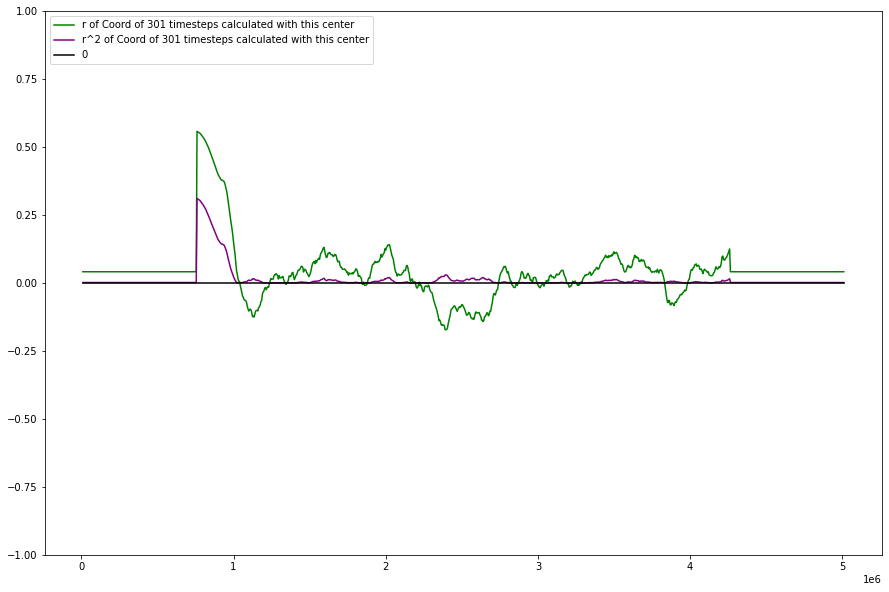 1.00
r of Coord of 301 timesteps calculated with this center
r^2 of Coord of 301 timesteps calculated with this center
0
0.75
0.50
0.25
0.00
−0.25
−0.50
−0.75
−1.00
0 1 2 3 4 5
1e6